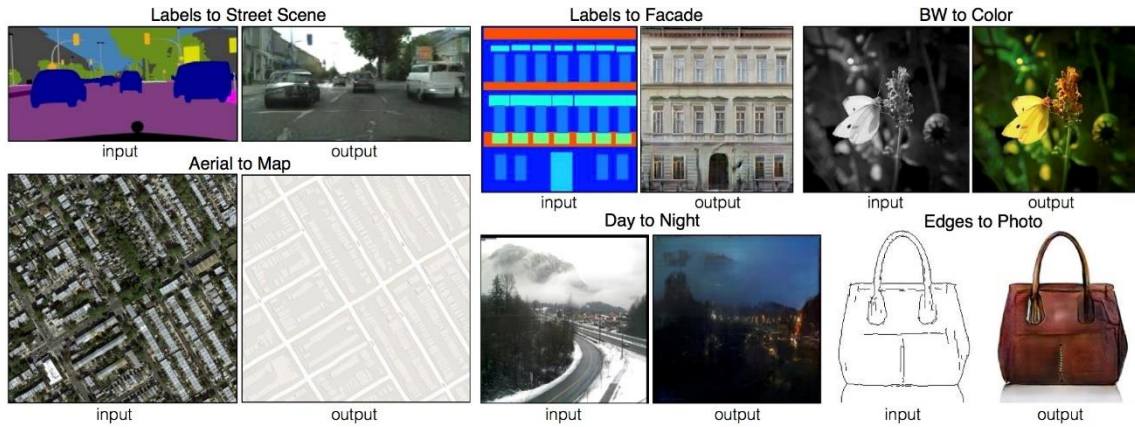 Labels to Street Scene
input
output
Aerial to Map
input
output
Labels to Facade
input
output
BW to Color
input
output
Day to Night
input
output
Edges to Photo
input
output